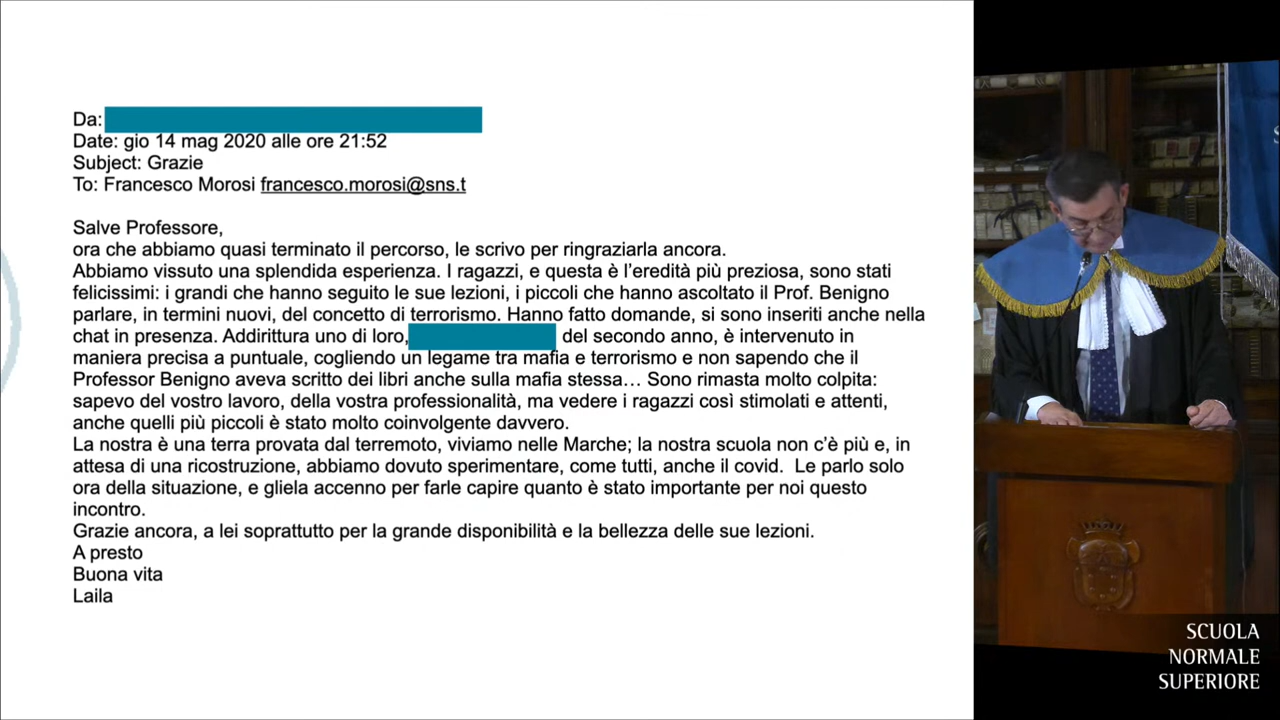 Da:
Date: gio 14 mag 2020 alle ore 21:52
Subject: Grazie
To: Francesco Morosi francesco.morosi@sns.t
Salve Professore,
ora che abbiamo quasi terminato il percorso, le scrivo per ringraziarla ancora.
Abbiamo vissuto una splendida esperienza. I ragazzi, e questa è l’eredità più preziosa, sono stati
felicissimi: i grandi che hanno seguito le sue lezioni, i piccoli che hanno ascoltato il Prof. Benigno
parlare, in termini nuovi, del concetto di terrorismo. Hanno fatto domande, si sono inseriti anche nella
chat in presenza. Addirittura uno di loro, del secondo anno, è intervenuto in
maniera precisa a puntuale, cogliendo un legame tra mafia e terrorismo e non sapendo che il
Professor Benigno aveva scritto dei libri anche sulla mafia stessa… Sono rimasta molto colpita:
sapevo del vostro lavoro, della vostra professionalità, ma vedere i ragazzi così stimolati e attenti,
anche quelli più piccoli è stato molto coinvolgente davvero.
La nostra è una terra provata dal terremoto, viviamo nelle Marche; la nostra scuola non c’è più e, in
attesa di una ricostruzione, abbiamo dovuto sperimentare, come tutti, anche il covid.  Le parlo solo
ora della situazione, e gliela accenno per farle capire quanto è stato importante per noi questo
incontro.
Grazie ancora, a lei soprattutto per la grande disponibilità e la bellezza delle sue lezioni.
A presto
Buona vita
Laila
SCUOLA
NORMALE
SUPERIORE